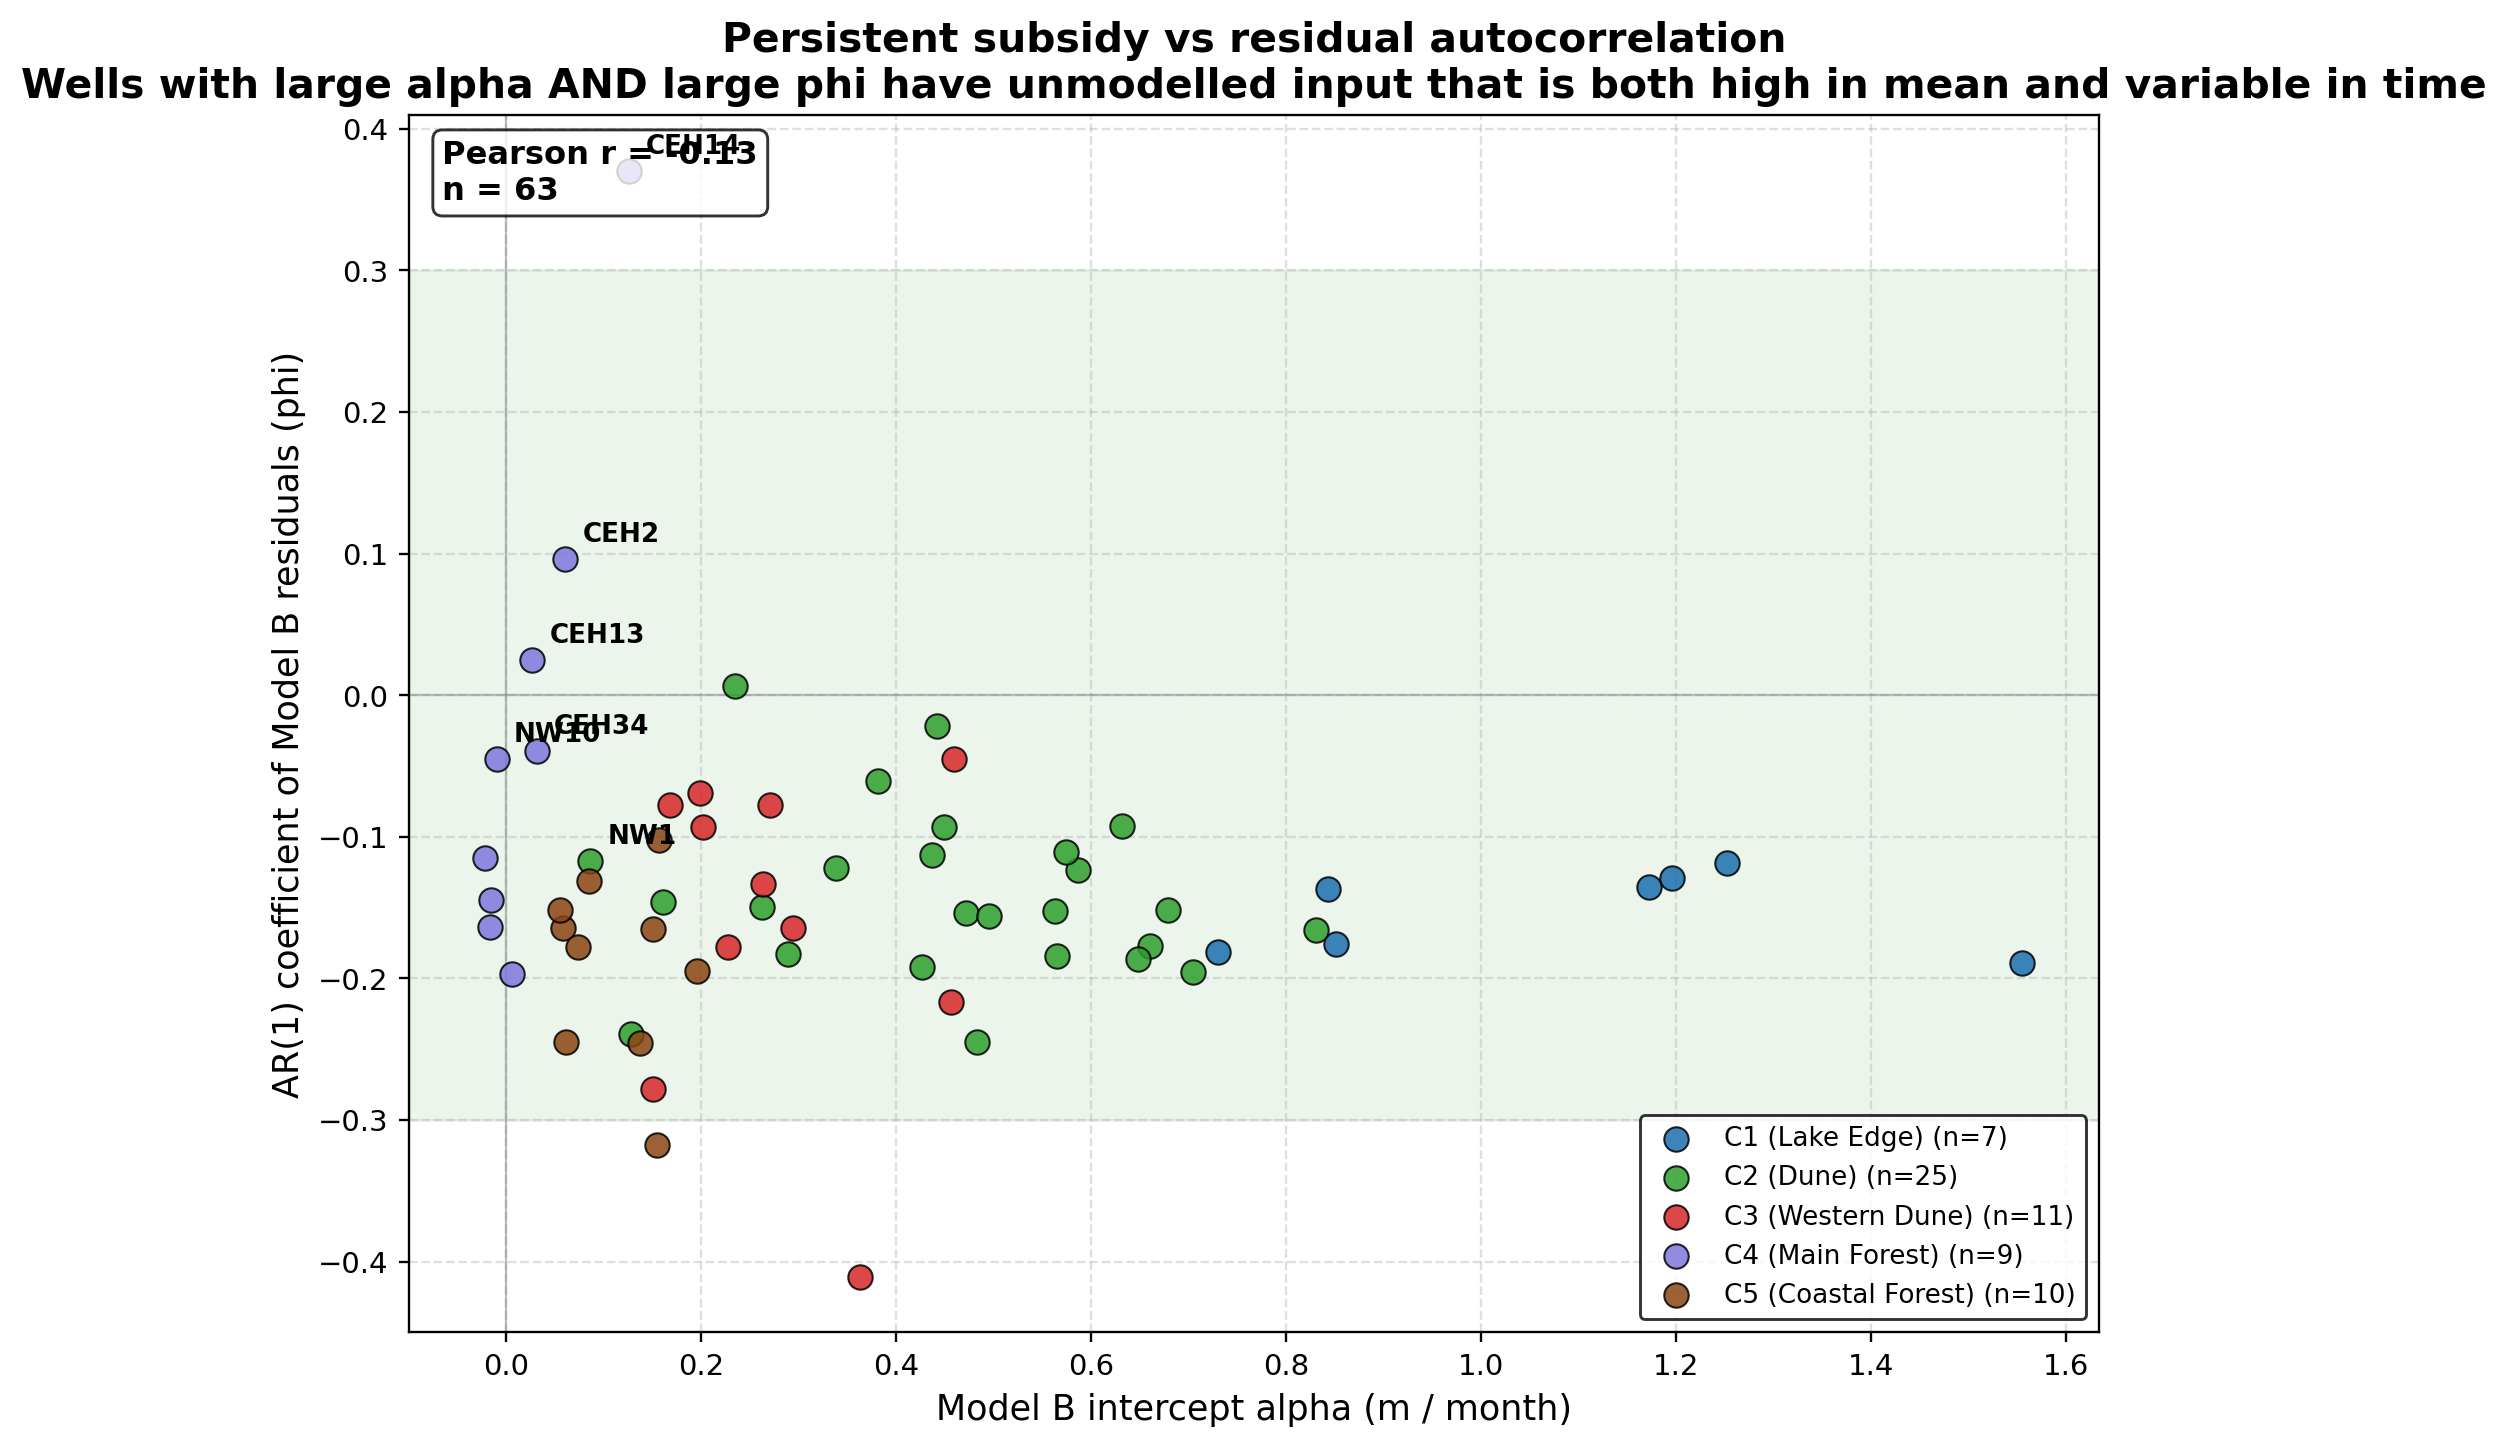 Persistent subsidy vs residual autocorrelation
Wells with large alpha AND large phi have unmodelled input that is both high in mean and variable in time
AR(1) coefficient of Model B residuals (phi)
0.4
0.3
0.2
0.1
0.0
−0.1
−0.2
−0.3
−0.4
Pearson r = -0.13
n = 63
CEH14
CEH2
CEH13
CEH34
NW10
NW1
C1 (Lake Edge) (n=7)
C2 (Dune) (n=25)
C3 (Western Dune) (n=11)
C4 (Main Forest) (n=9)
C5 (Coastal Forest) (n=10)
0.0
0.2
0.4
0.6
0.8
1.0
1.2
1.4
1.6
Model B intercept alpha (m / month)